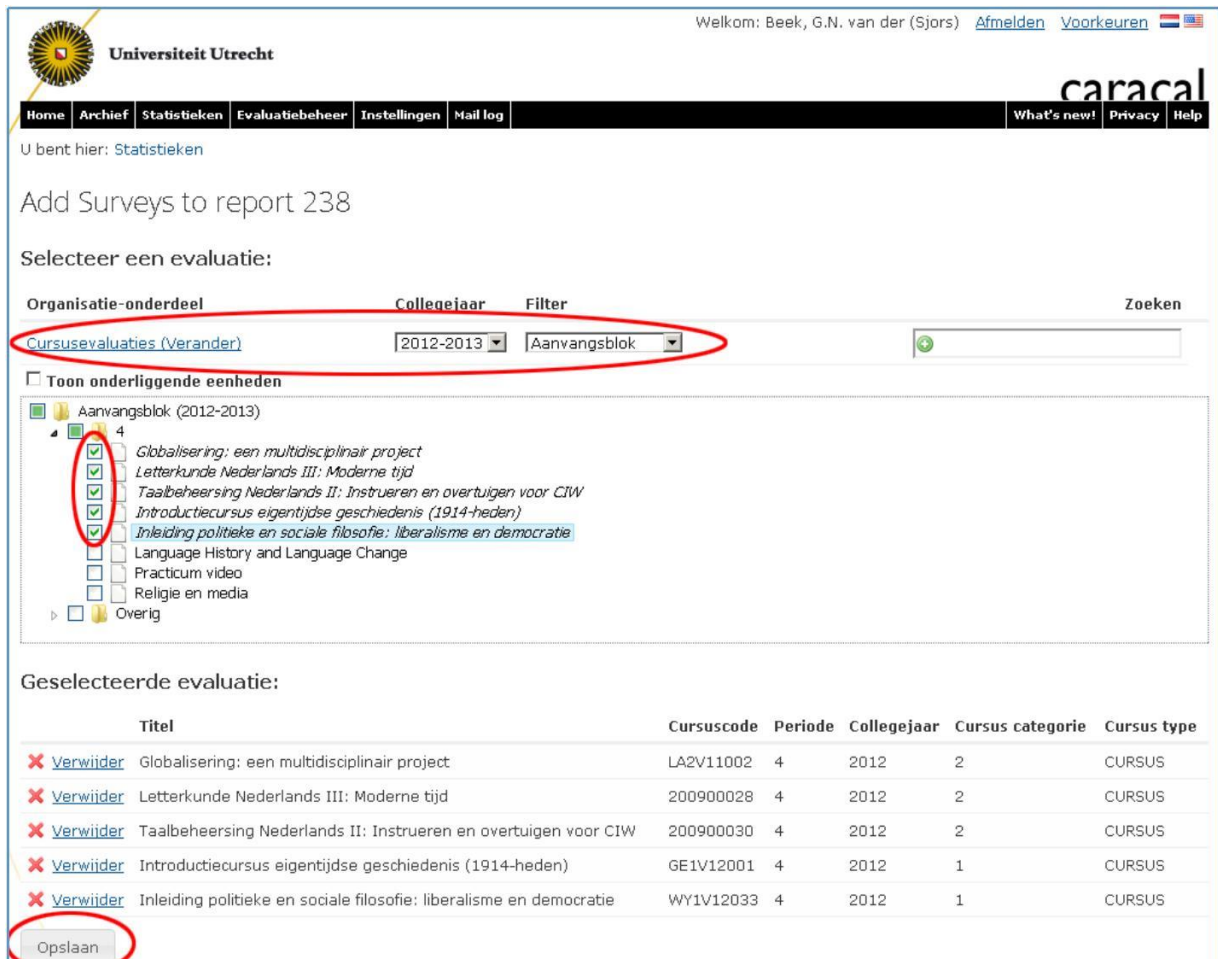 Welkom: Beek, G.N. van der (Sjors) Afmelden Voorkeuren
Universiteit Utrecht
caracal
Home Archief Statistieken Evaluatiebeheer Instellingen Mail log What's new! Privacy Help
U bent hier: Statistieken
Add Surveys to report 238
Selecteer een evaluatie:
Organisatie-onderdeel Collegejaar Filter Zoeken
Cursusevaluaties (Verander) 2012-2013 Aanvangsblok
Toon onderliggende eenheden
Aanvangsblok (2012-2013)
4
Globalisering: een multidisciplinair project
Letterkunde Nederlands III: Moderne tijd
Taalbeheersing Nederlands II: Instrueren en overtuigen voor CIW
Introductiecursus eigentijdse geschiedenis (1914-heden)
Inleiding politieke en sociale filosofie: liberalisme en democratie
Language History and Language Change
Practicum video
Religie en media
Overig
Geselecteerde evaluatie:
Titel Cursuscode Periode Collegejaar Cursus categorie Cursus type
Verwijder Globalisering: een multidisciplinair project LA2V11002 4 2012 2 CURSUS
Verwijder Letterkunde Nederlands III: Moderne tijd 200900028 4 2012 2 CURSUS
Verwijder Taalbeheersing Nederlands II: Instrueren en overtuigen voor CIW 200900030 4 2012 2 CURSUS
Verwijder Introductiecursus eigentijdse geschiedenis (1914-heden) GE1V12001 4 2012 1 CURSUS
Verwijder Inleiding politieke en sociale filosofie: liberalisme en democratie WY1V12033 4 2012 1 CURSUS
Opslaan